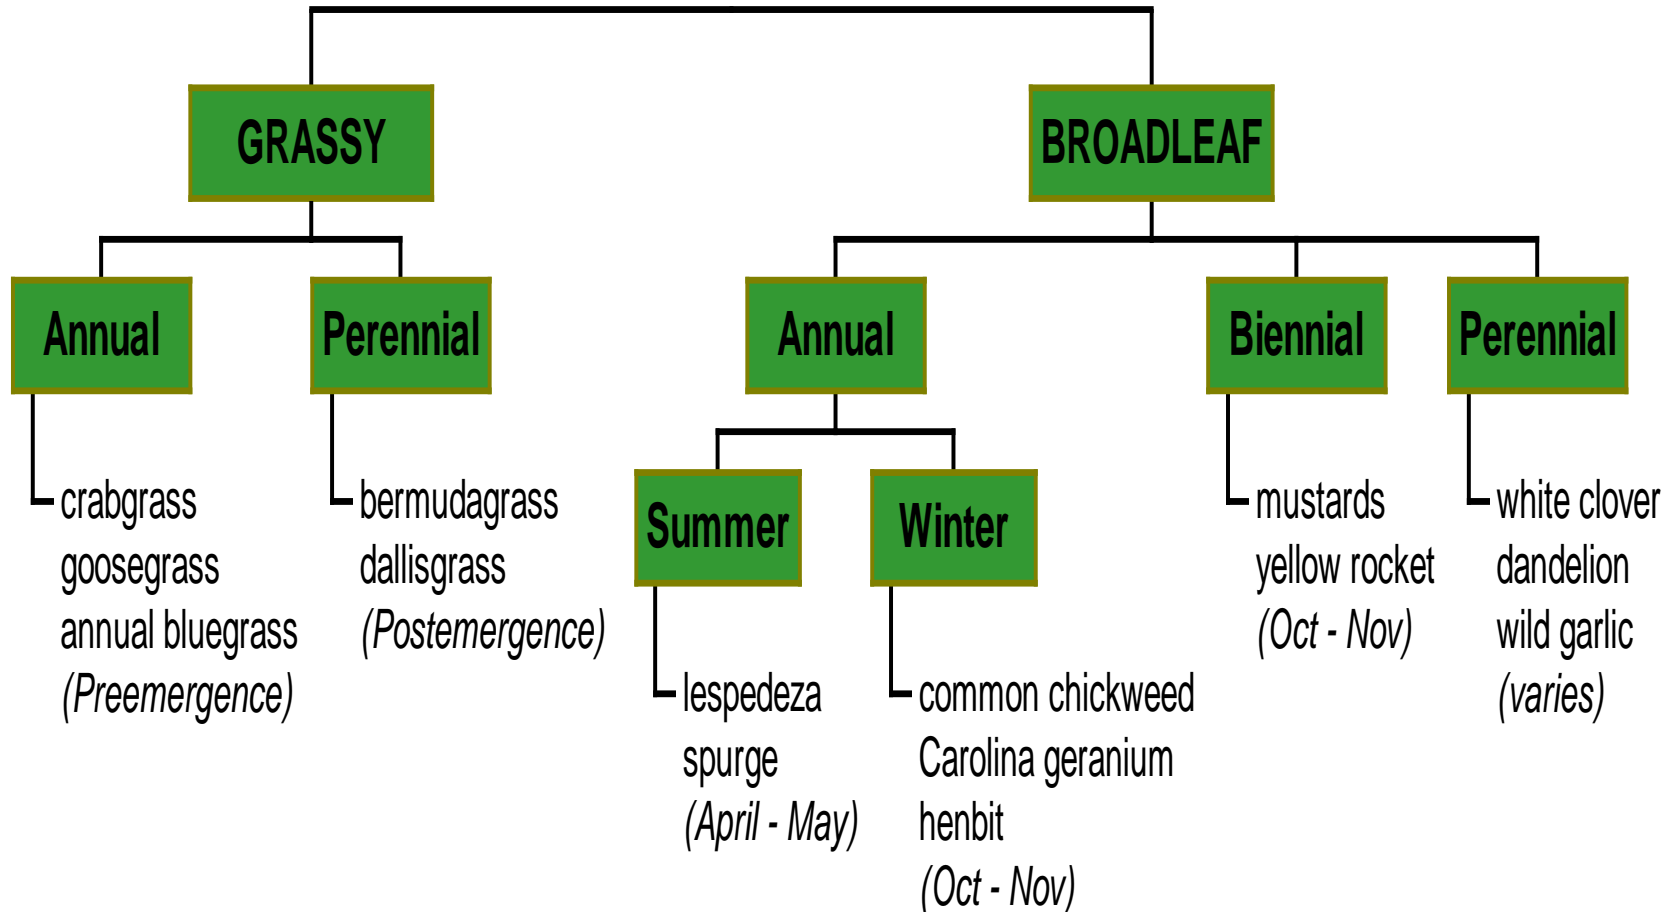 GRASSY
BROADLEAF
Annual
Perennial
Annual
Biennial
Perennial
crabgrass
goosegrass
annual bluegrass
(Preemergence)
bermudagrass
dallisgrass
(Postemergence)
Summer
Winter
lespedeza
spurge
(April - May)
common chickweed
Carolina geranium
henbit
(Oct - Nov)
mustards
yellow rocket
(Oct - Nov)
white clover
dandelion
wild garlic
(varies)